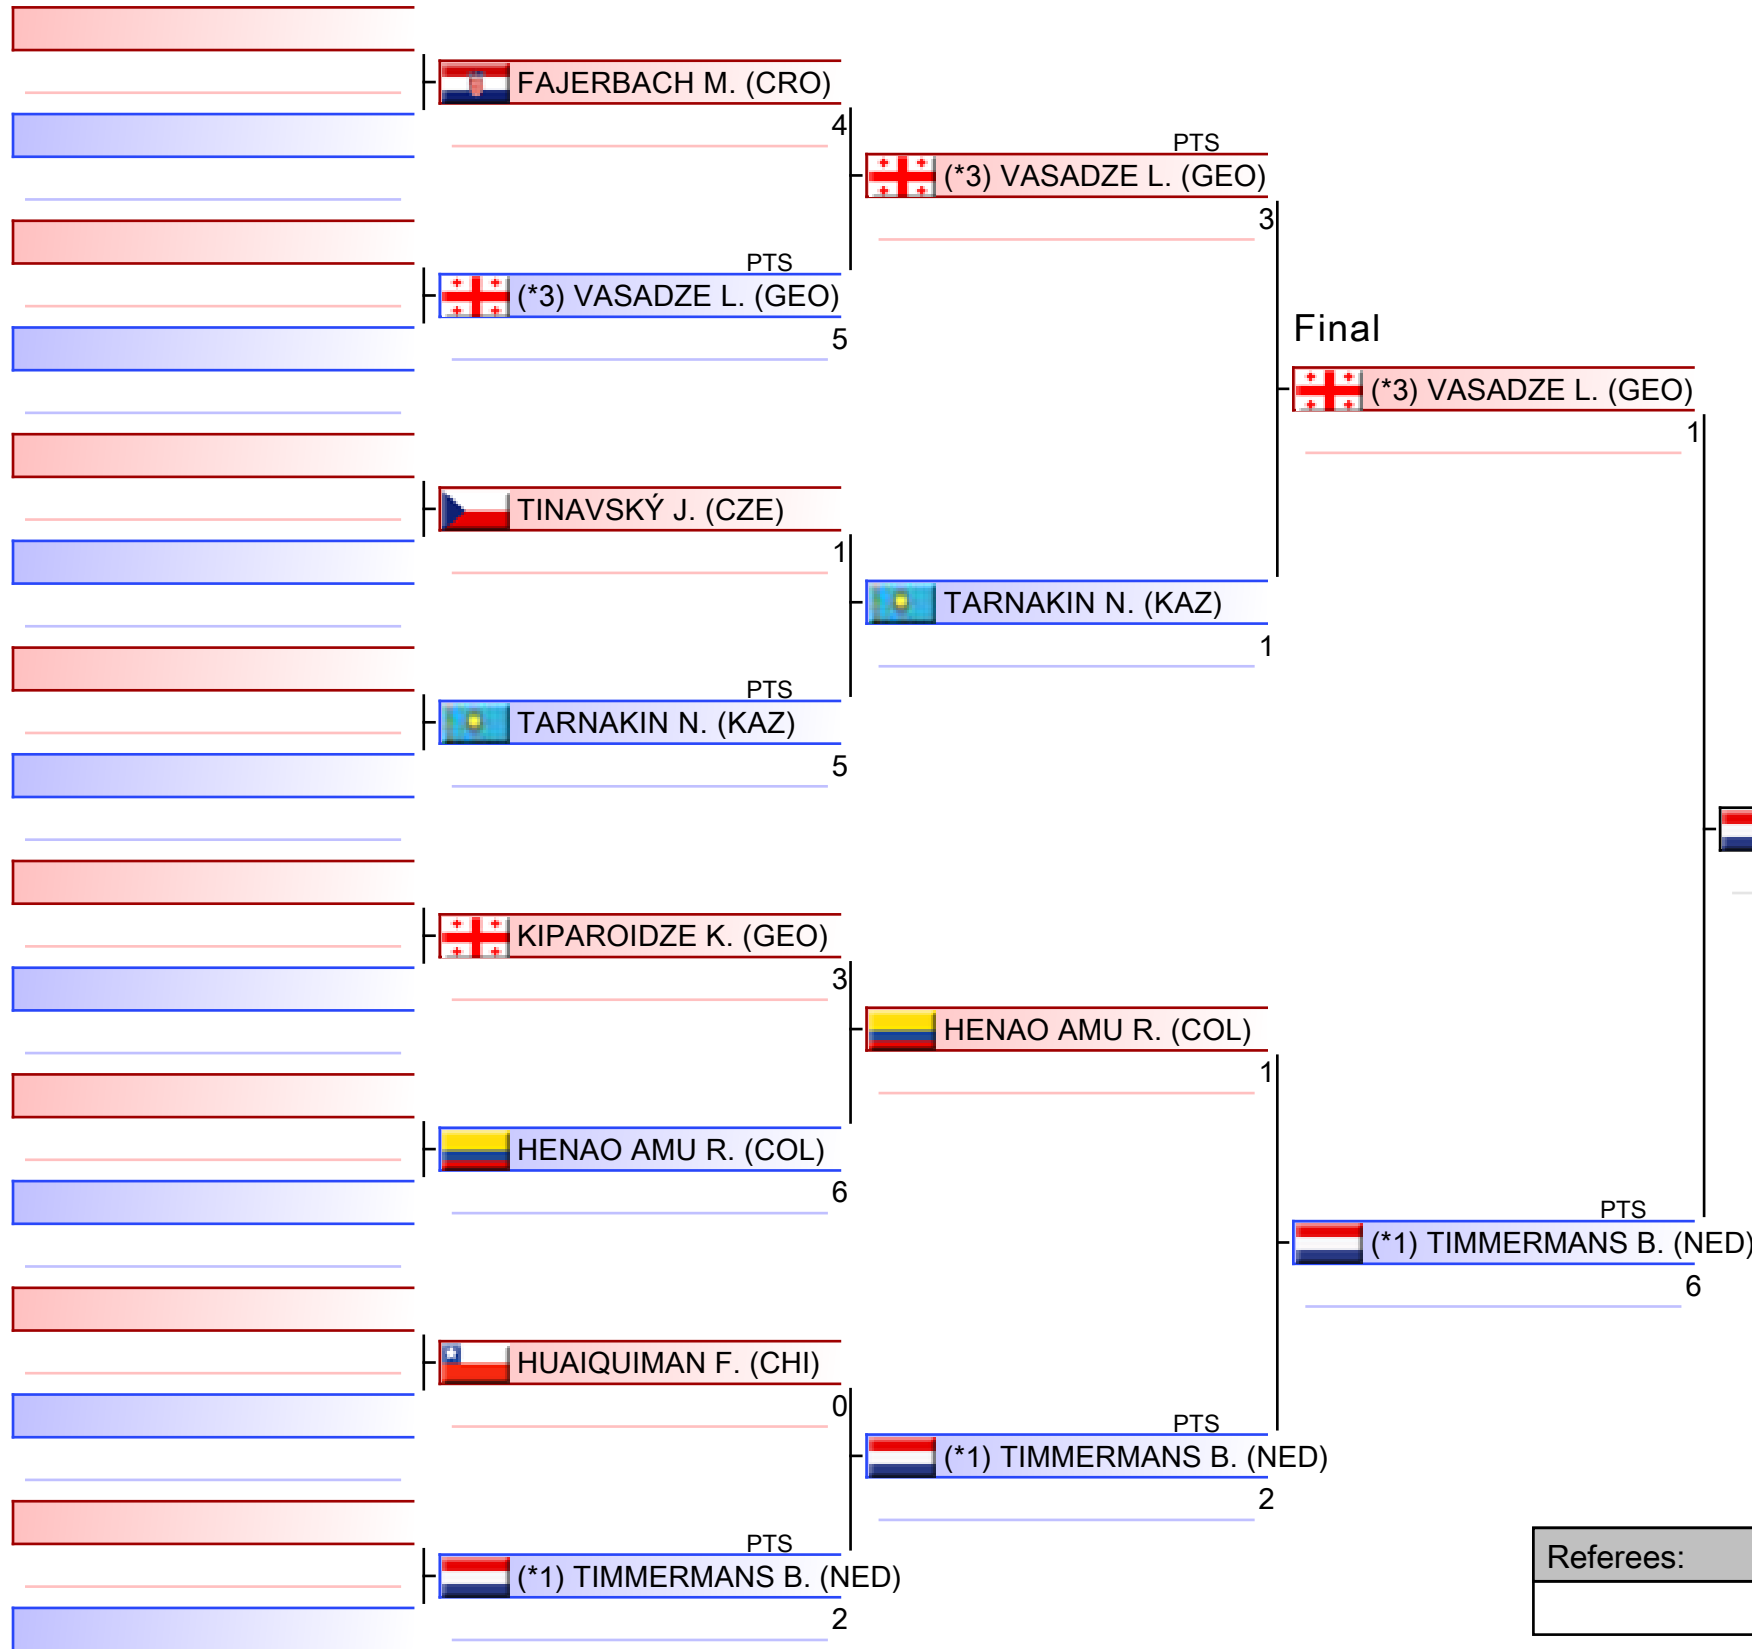 FAJERBACH M. (CRO)
4
PTS
(*3) VASADZE L. (GEO)
3
PTS
(*3) VASADZE L. (GEO)
5
Final
(*3) VASADZE L. (GEO)
1
TINAVSKÝ J. (CZE)
1
TARNAKIN N. (KAZ)
1
PTS
TARNAKIN N. (KAZ)
5
KIPAROIDZE K. (GEO)
3
HENAO AMU R. (COL)
1
HENAO AMU R. (COL)
6
PTS
(*1) TIMMERMANS B. (NED)
6
HUAIQUIMAN F. (CHI)
0
PTS
(*1) TIMMERMANS B. (NED)
2
PTS
(*1) TIMMERMANS B. (NED)
2
Referees: